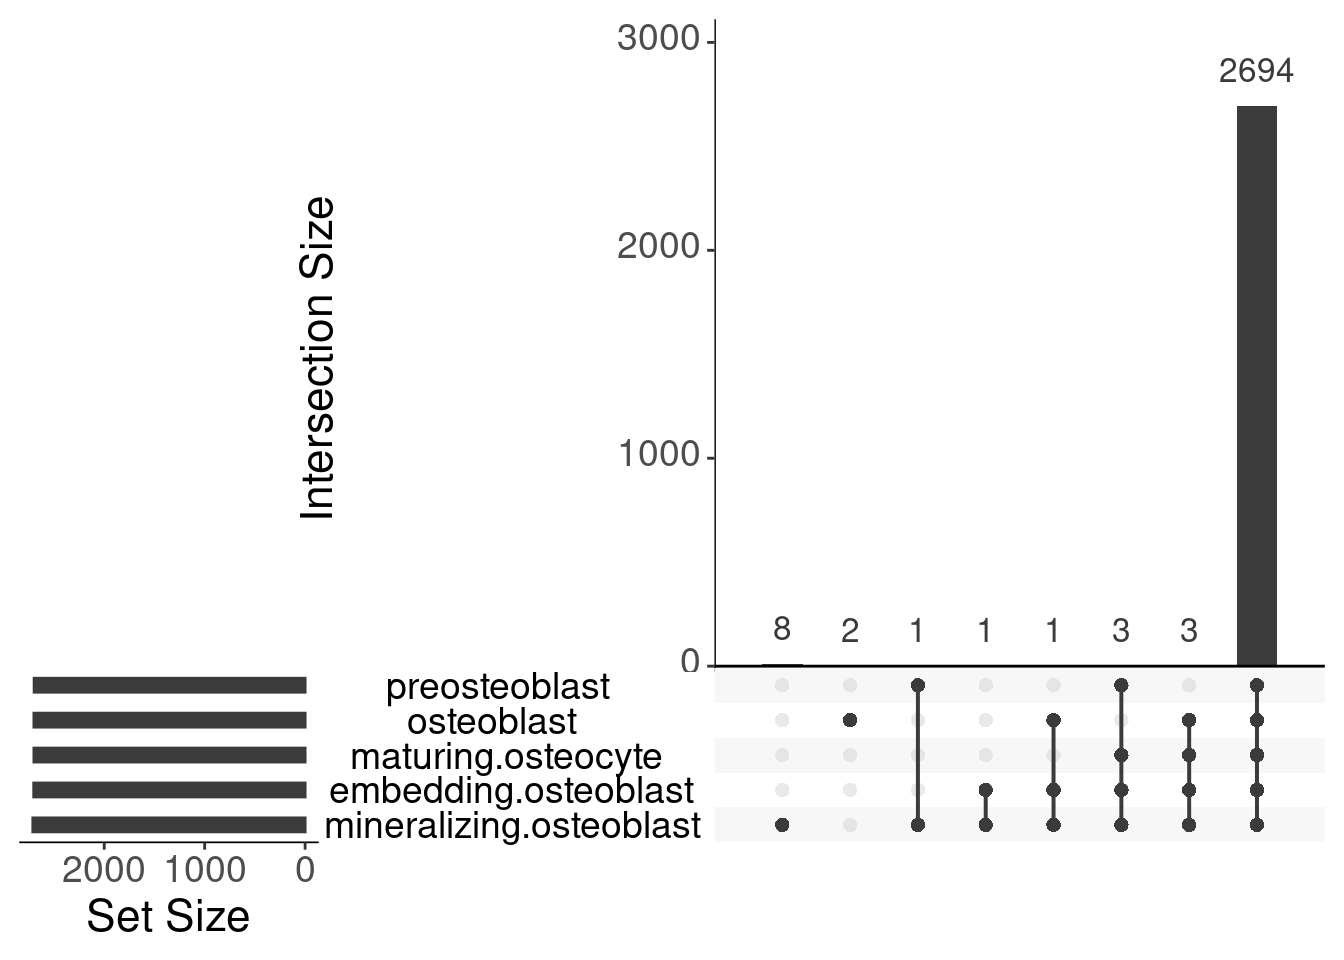 3000
2694
2000
Intersection Size
1000
8 2 1 1 1 3 3
0
preosteoblast
osteoblast
maturing.osteocyte
embedding.osteoblast
mineralizing.osteoblast
2000 1000 0
Set Size